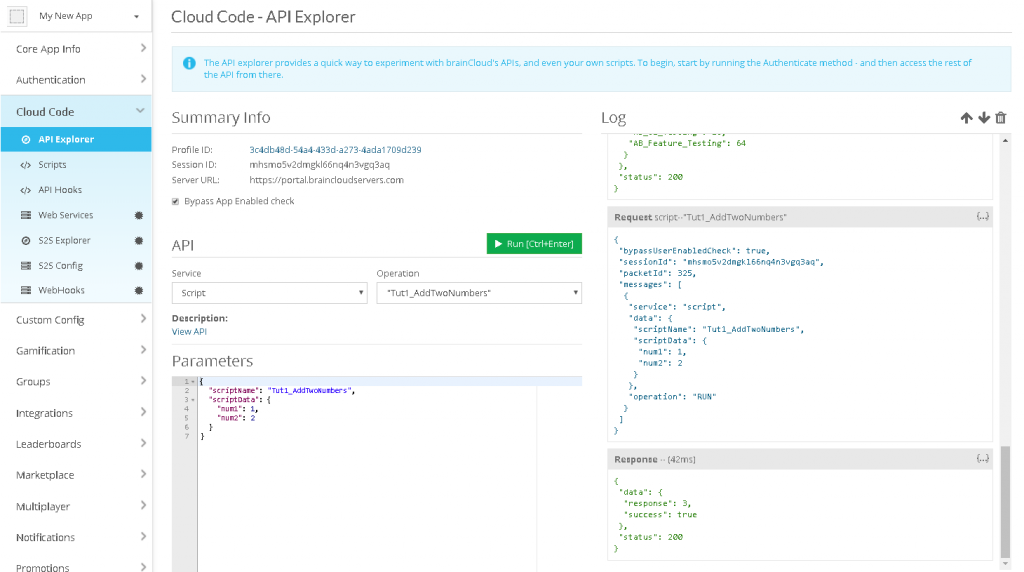 My New App
Core App Info
Authentication
Cloud Code
API Explorer
Scripts
API Hooks
Web Services
S2S Explorer
S2S Config
WebHooks
Custom Config
Gamification
Groups
Integrations
Leaderboards
Marketplace
Multiplayer
Notifications
Promotions
Cloud Code - API Explorer
The API explorer provides a quick way to experiment with brainCloud's APIs, and even your own scripts. To begin, start by running the Authenticate method - and then access the rest of
the API from there.
Summary Info
Profile ID: 3c4db48d-54a4-433d-a273-4ada1709d239
Session ID: mhsmo5v2dmgkl66nq4n3vgq3aq
Server URL: https://portal.braincloudservers.com
Bypass App Enabled check
API
Run [Ctrl+Enter]
Service Operation
Script "Tut1_AddTwoNumbers"
Description:
View API
Parameters
1 {
2 "scriptName": "Tut1_AddTwoNumbers",
3 "scriptData": {
4 "num1": 1,
5 "num2": 2
6 }
7 }
Log
"AB_Feature_Testing": 64
}
},
"status": 200
}
Request script--"Tut1_AddTwoNumbers" {...}
{
"bypassUserEnabledCheck": true,
"sessionId": "mhsmo5v2dmgkl66nq4n3vgq3aq",
"packetId": 325,
"messages": [
{
"service": "script",
"data": {
"scriptName": "Tut1_AddTwoNumbers",
"scriptData": {
"num1": 1,
"num2": 2
}
},
"operation": "RUN"
}
]
}
Response -- (42ms) {...}
{
"data": {
"response": 3,
"success": true
},
"status": 200
}